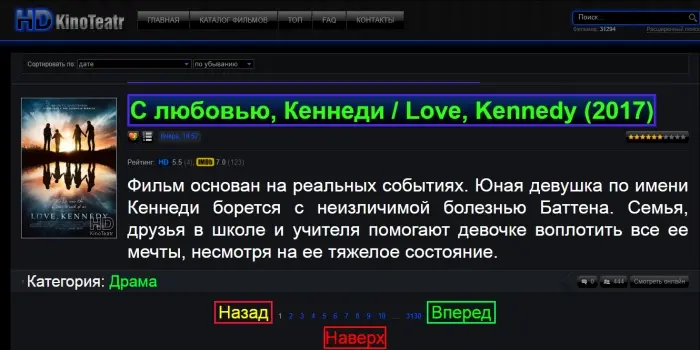 HD KinoTeatr
ГЛАВНАЯ КАТАЛОГ ФИЛЬМОВ ТОП FAQ КОНТАКТЫ
Поиск...
Фильмов: 31294 Расширенный поиск
Сортировать по: дате по убыванию
С любовью, Кеннеди / Love, Kennedy (2017)
Вчера, 14:57
Рейтинг: HD 5.5 (4), IMDb 7.0 (123)
Фильм основан на реальных событиях. Юная девушка по имени
Кеннеди борется с неизличимой болезнью Баттена. Семья,
друзья в школе и учителя помогают девочке воплотить все ее
мечты, несмотря на ее тяжелое состояние.
LOVE, KENNEDY
HD
KinoTeatr
Категория: Драма
0 444 Смотреть онлайн
Назад 1 2 3 4 5 6 7 8 9 10 ... 3130 Вперед
Наверх